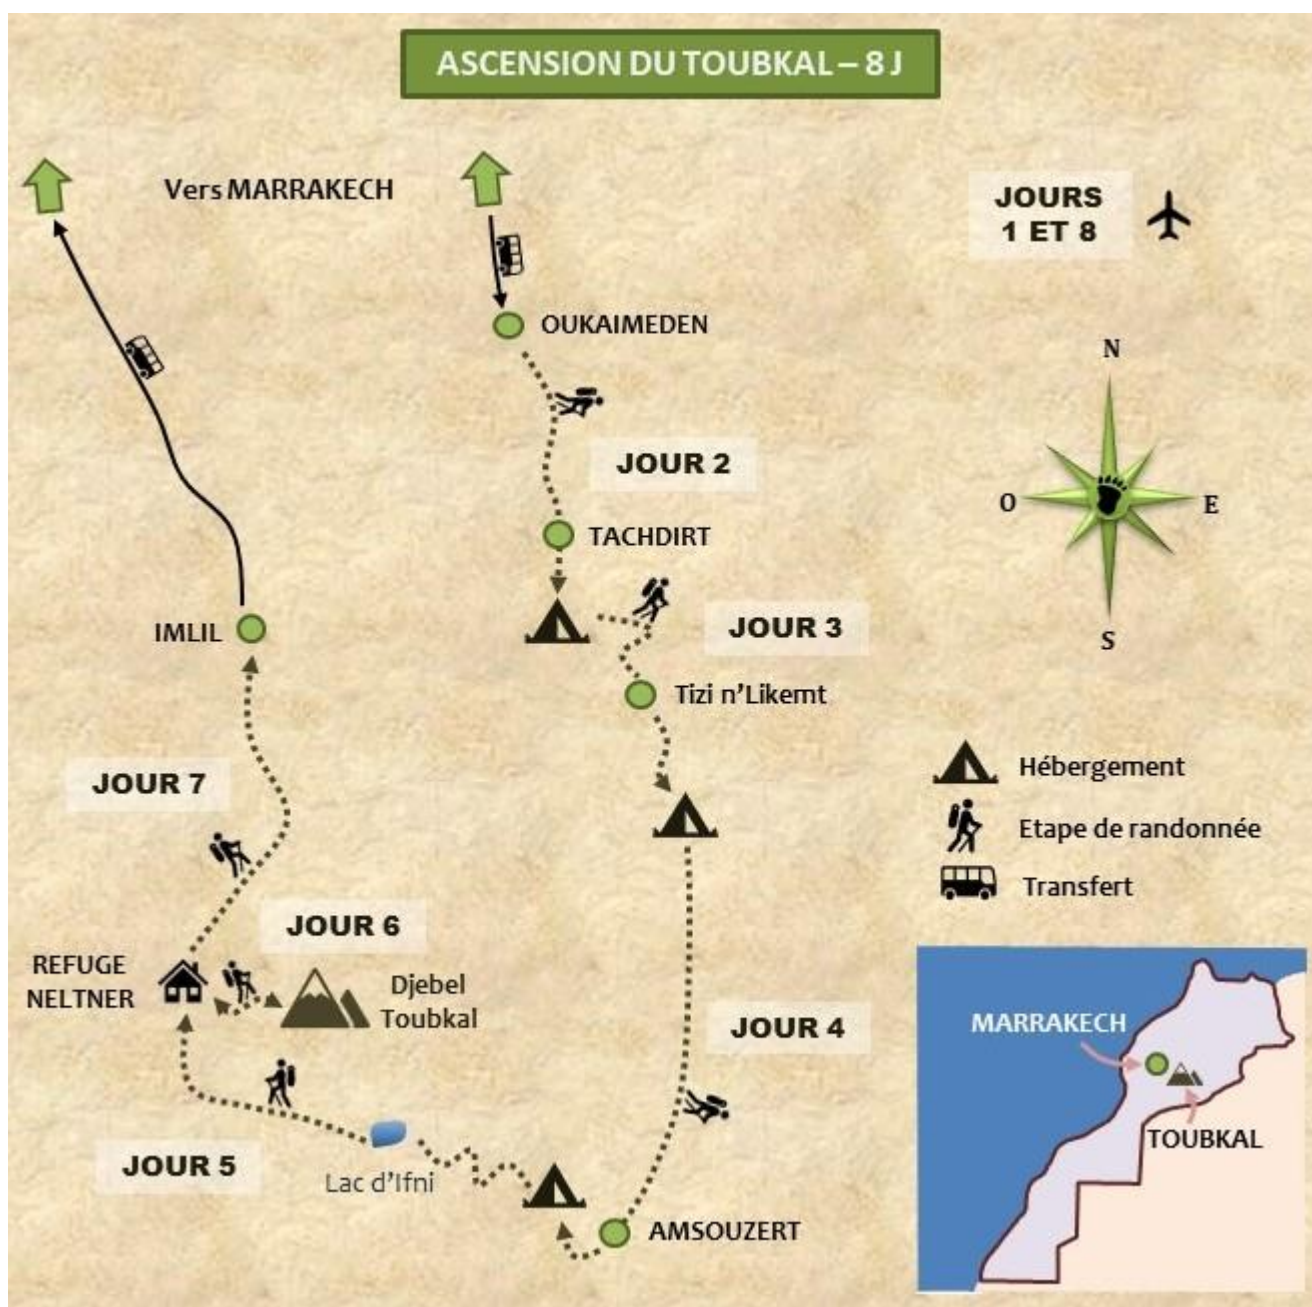 ASCENSION DU TOUBKAL – 8 J
Vers MARRAKECH
JOURS
1 ET 8
OUKAIMEDEN
N
O
E
S
JOUR 2
TACHDIRT
IMLIL
JOUR 3
Tizi n'Likemt
JOUR 7
Hébergement
Etape de randonnée
Transfert
JOUR 6
REFUGE
NELTNER
Djebel
Toubkal
JOUR 4
MARRAKECH
TOUBKAL
JOUR 5
Lac d'Ifni
AMSOUZERT